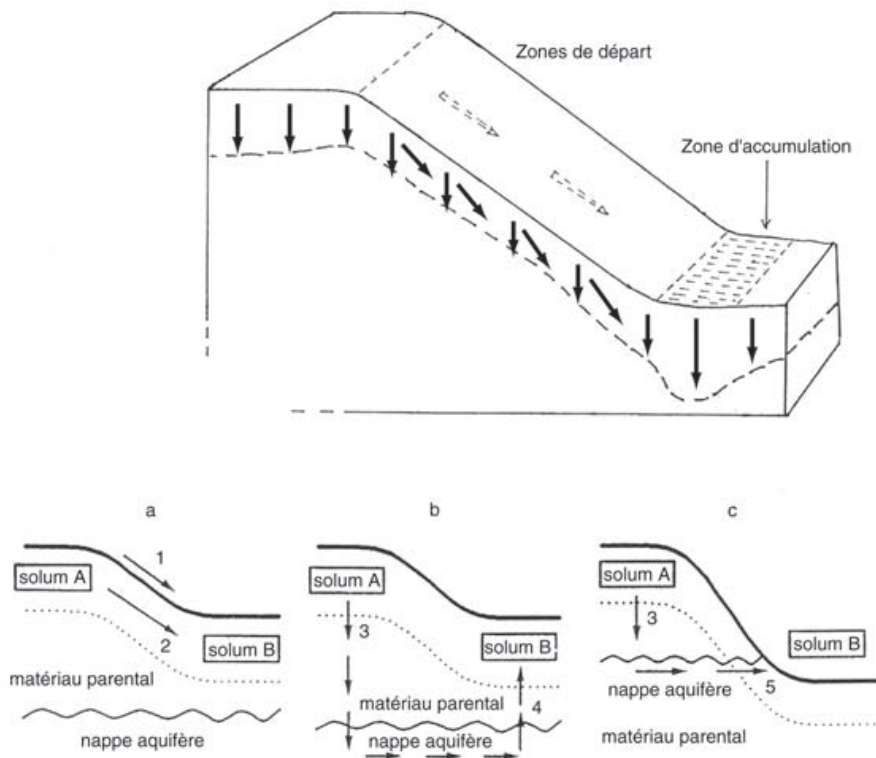 Zones de départ
Zone d'accumulation
a
1
solum A
2
solum B
matériau parental
nappe aquifère
b
solum A
3
solum B
matériau parental
4
nappe aquifère
c
solum A
3
solum B
nappe aquifère
5
matériau parental